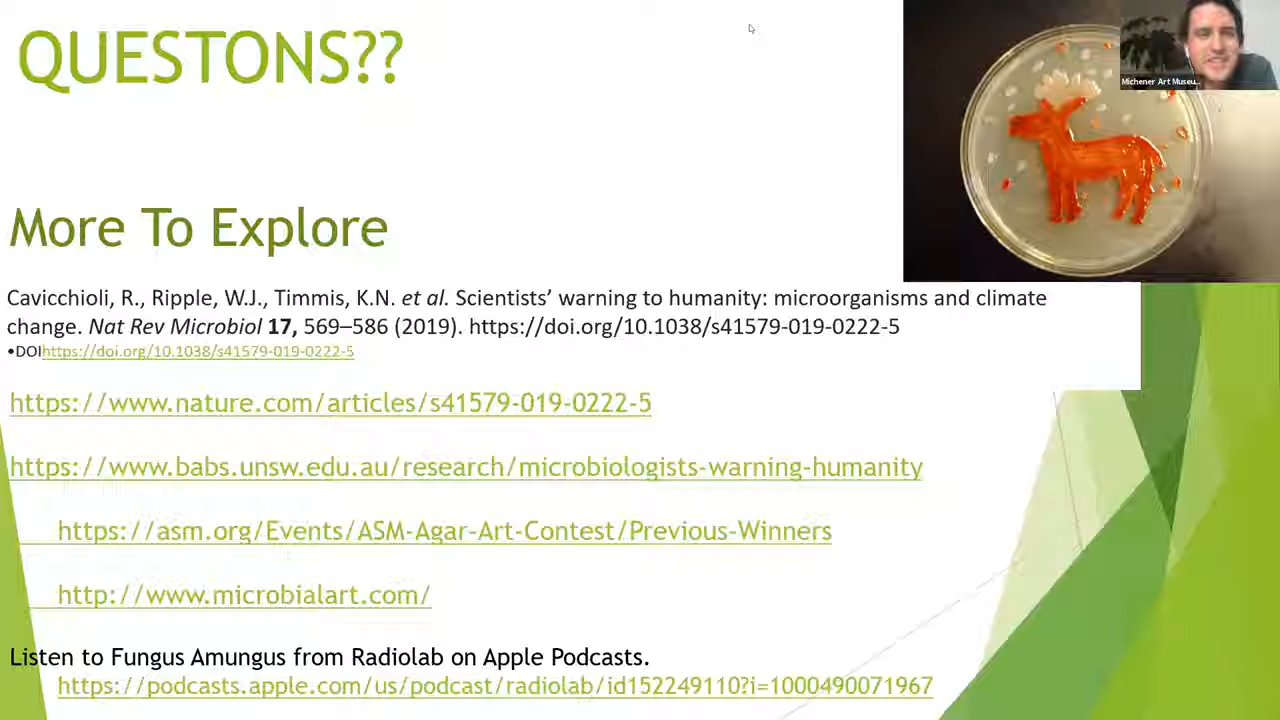 QUESTONS??
Michener Art Museu...
More To Explore
Cavicchioli, R., Ripple, W.J., Timmis, K.N. et al. Scientists’ warning to humanity: microorganisms and climate
change. Nat Rev Microbiol 17, 569–586 (2019). https://doi.org/10.1038/s41579-019-0222-5
•DOIhttps://doi.org/10.1038/s41579-019-0222-5
https://www.nature.com/articles/s41579-019-0222-5
https://www.babs.unsw.edu.au/research/microbiologists-warning-humanity
https://asm.org/Events/ASM-Agar-Art-Contest/Previous-Winners
http://www.microbialart.com/
Listen to Fungus Amungus from Radiolab on Apple Podcasts.
https://podcasts.apple.com/us/podcast/radiolab/id152249110?i=1000490071967